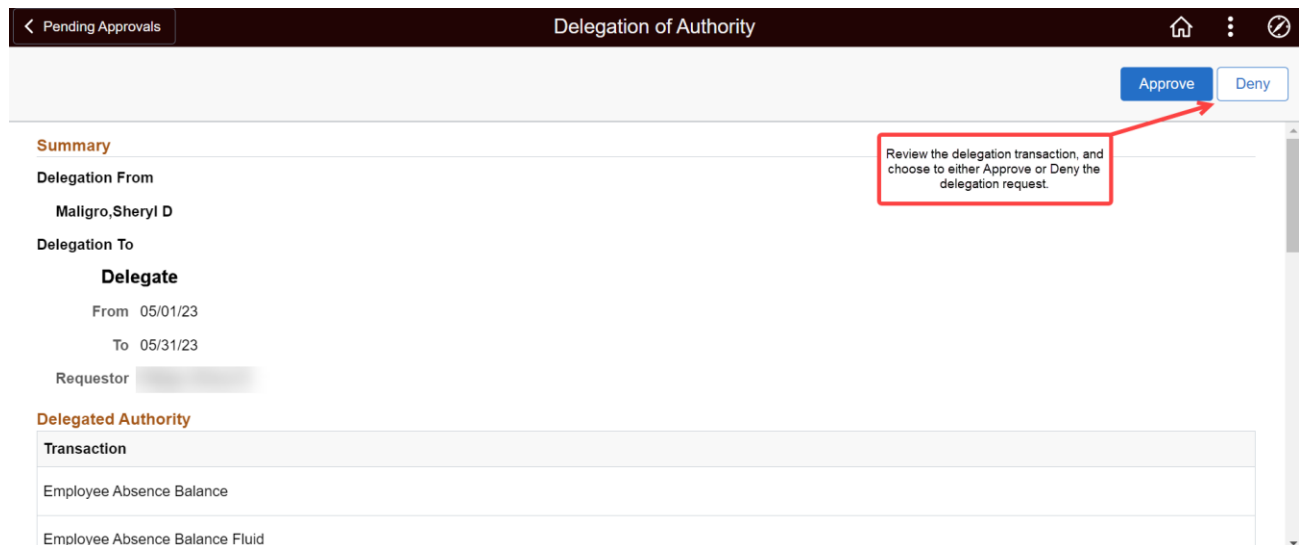 Pending Approvals
Delegation of Authority
Approve
Deny
Review the delegation transaction, and
choose to either Approve or Deny the
delegation request.
Summary
Delegation From
Maligro,Sheryl D
Delegation To
Delegate
From 05/01/23
To 05/31/23
Requestor
Delegated Authority
Transaction
Employee Absence Balance
Employee Absence Balance Fluid